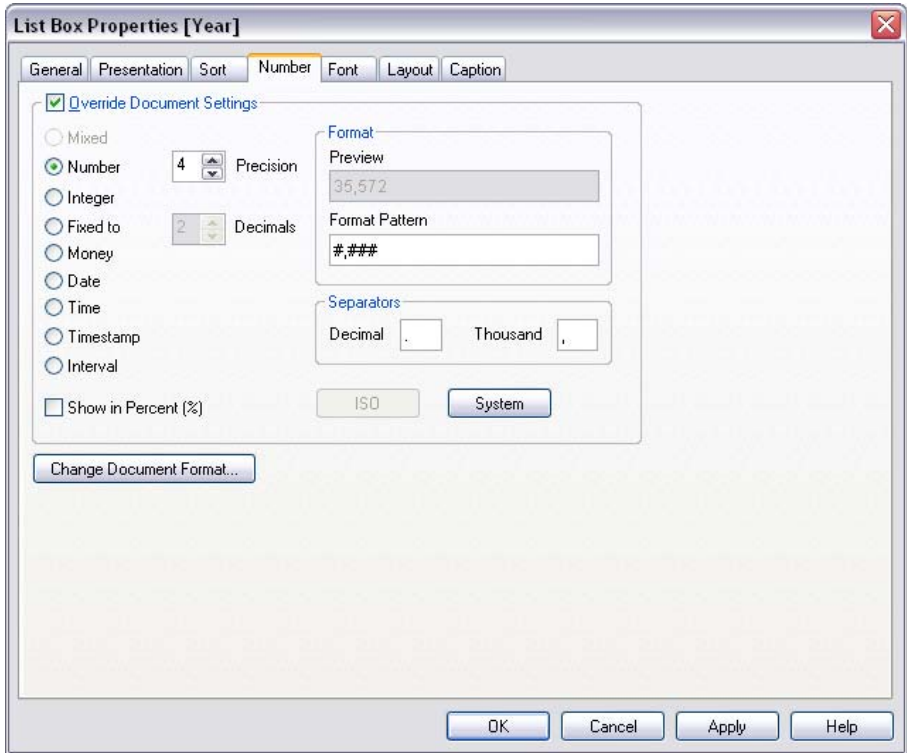 List Box Properties [Year]
General Presentation Sort Number Font Layout Caption
Override Document Settings
Mixed
Number 4 Precision
Integer
Fixed to 2 Decimals
Money
Date
Time
Timestamp
Interval
Show in Percent (%)
Format
Preview
35,572
Format Pattern
#,###
Separators
Decimal . Thousand ,
ISO System
Change Document Format...
OK Cancel Apply Help